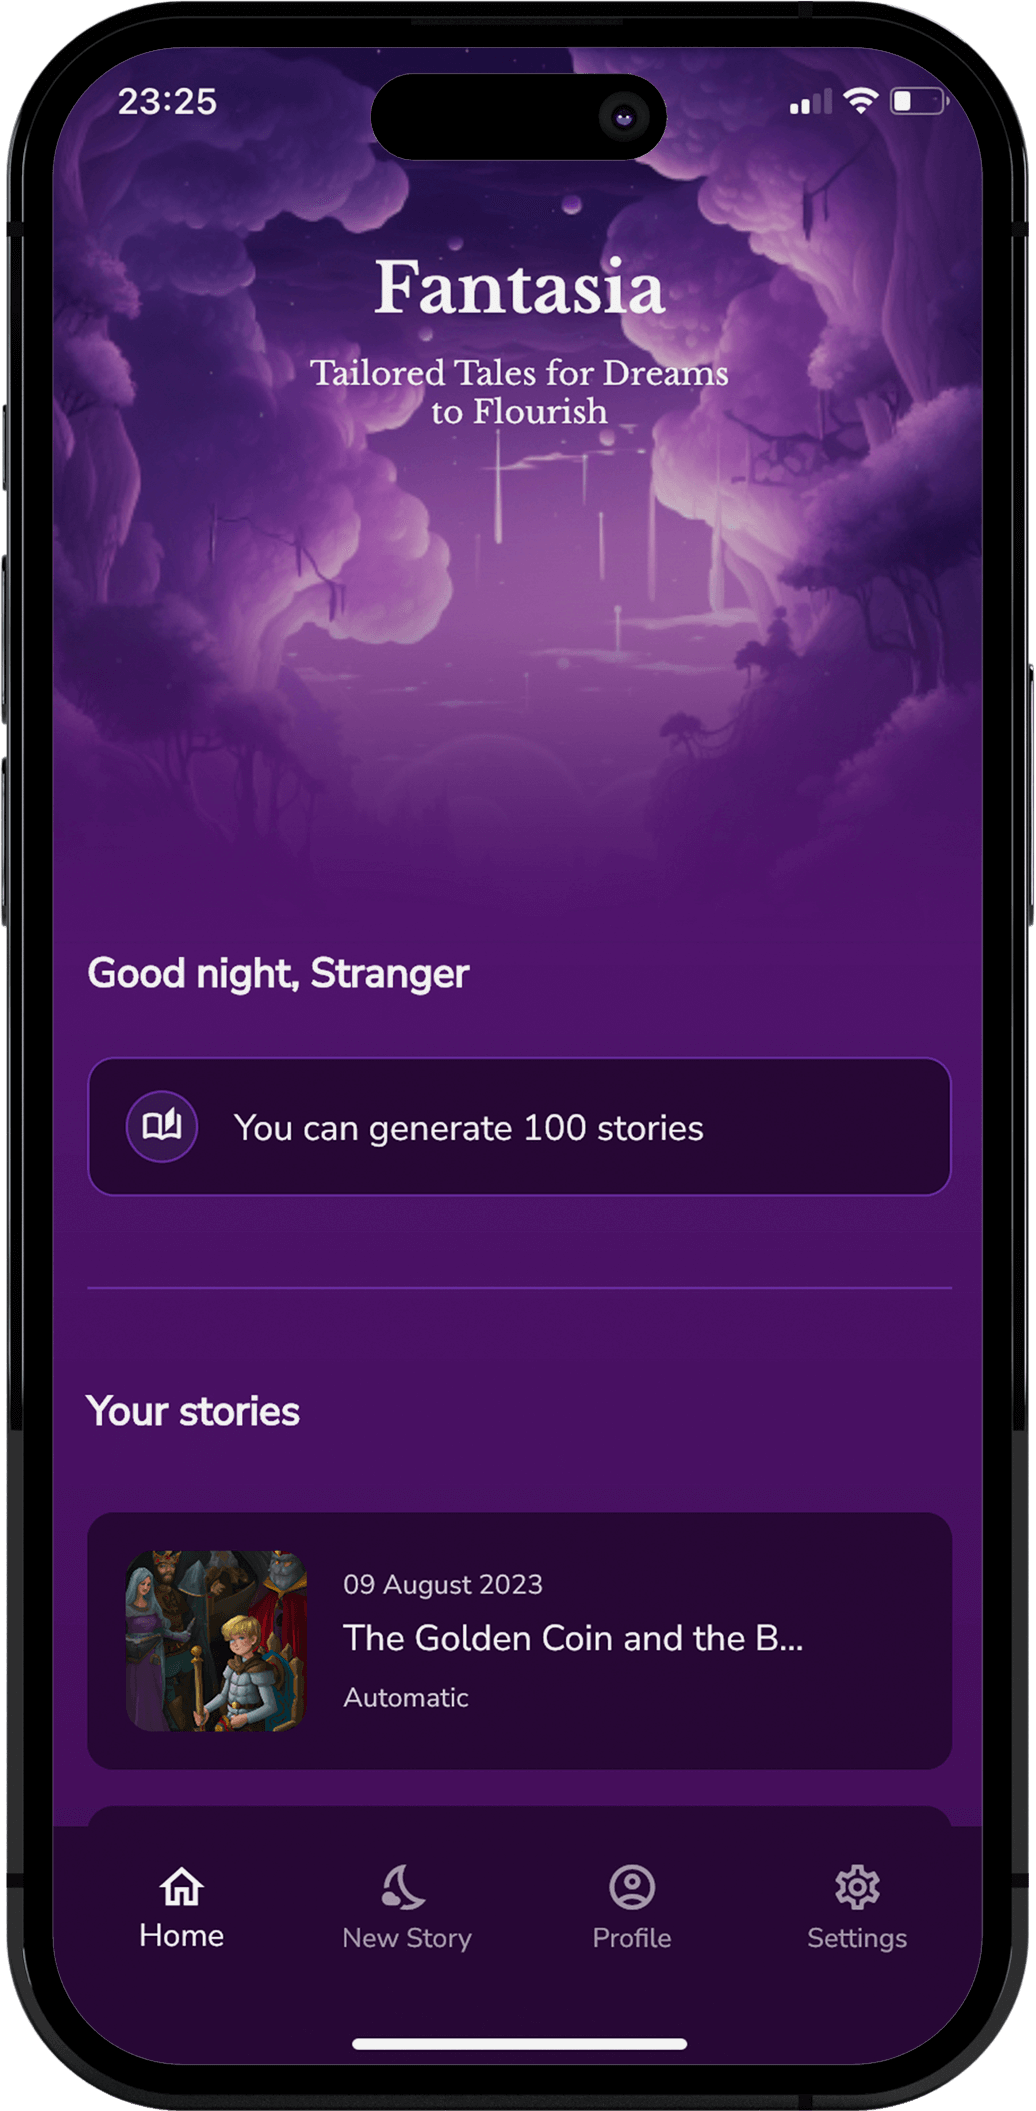 23:25
Fantasia
Tailored Tales for Dreams
to Flourish
Good night, Stranger
You can generate 100 stories
Your stories
09 August 2023
The Golden Coin and the B...
Automatic
Home
New Story
Profile
Settings